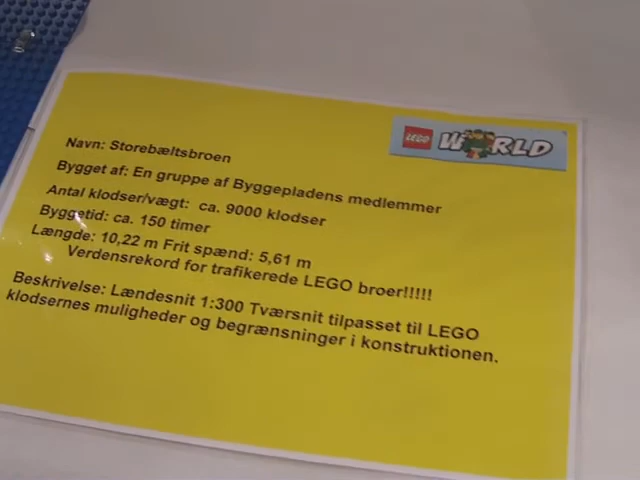 LEGO WORLD
Navn: Storebæltsbroen
Bygget af: En gruppe af Byggepladens medlemmer
Antal klodser/vægt: ca. 9000 klodser
Byggetid: ca. 150 timer
Længde: 10,22 m Frit spænd: 5,61 m
Verdensrekord for trafikerede LEGO broer!!!!!
Beskrivelse: Lændesnit 1:300 Tværsnit tilpasset til LEGO
klodsernes muligheder og begrænsninger i konstruktionen.